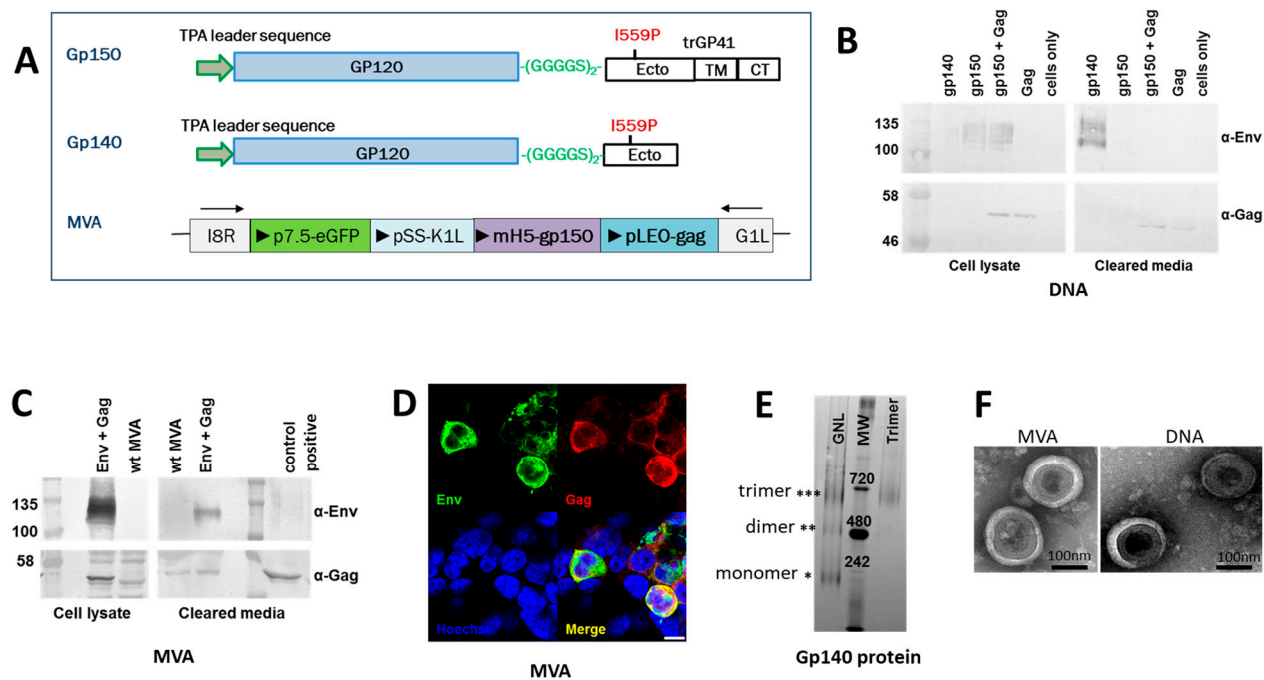 A
Gp150
TPA leader sequence
GP120
-(GGGGS)2-
I559P
trGP41
Ecto
TM
CT
Gp140
TPA leader sequence
GP120
-(GGGGS)2-
I559P
Ecto
MVA
I8R
p7.5-eGFP
pSS-K1L
mH5-gp150
pLEO-gag
G1L
B
gp140
gp150
gp150 + Gag
Gag
cells only
gp140
gp150
gp150 + Gag
Gag
cells only
135
100
α-Env
58
46
α-Gag
Cell lysate
Cleared media
DNA
C
Env + Gag
wt MVA
wt MVA
Env + Gag
control
positive
135
100
α-Env
58
α-Gag
Cell lysate
Cleared media
MVA
D
Env
Gag
Hoechst
Merge
MVA
E
GNL
MW
Trimer
720
trimer ***
480
dimer **
242
monomer *
Gp140 protein
F
MVA
DNA
100nm
100nm